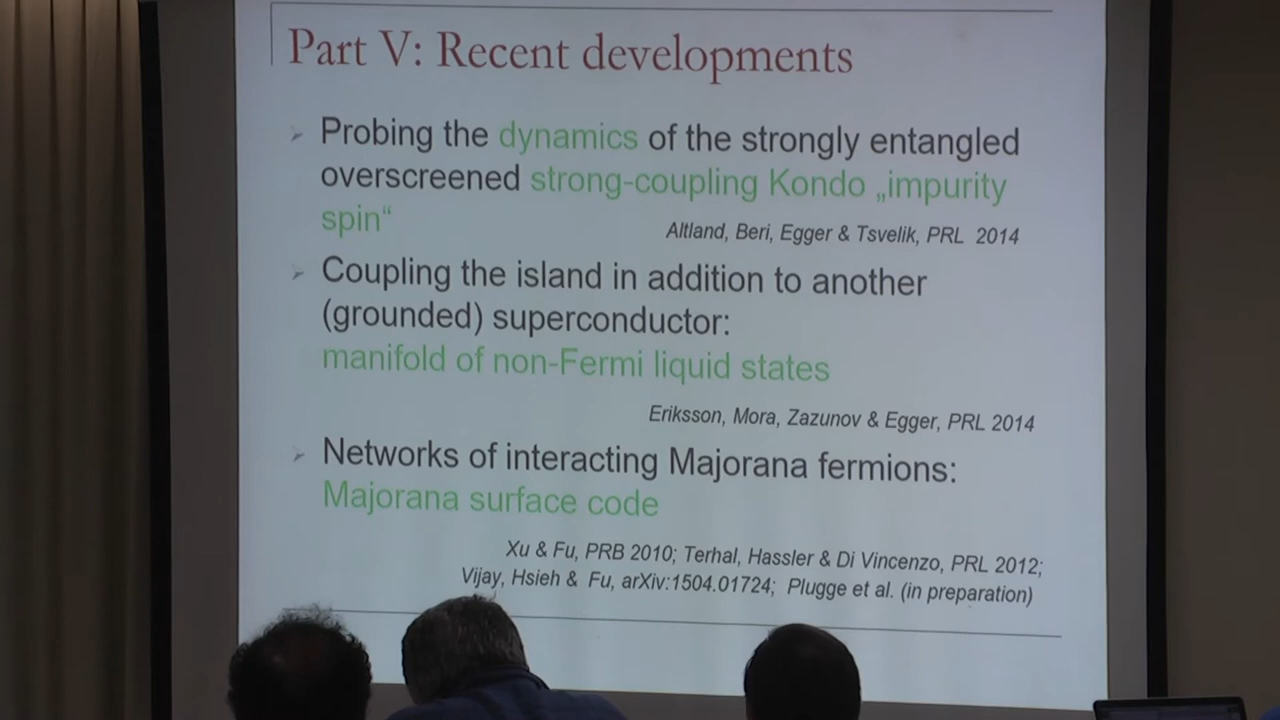 Part V: Recent developments
Probing the dynamics of the strongly entangled
overscreened strong-coupling Kondo „impurity
spin“
Altland, Beri, Egger & Tsvelik, PRL 2014
Coupling the island in addition to another
(grounded) superconductor:
manifold of non-Fermi liquid states
Eriksson, Mora, Zazunov & Egger, PRL 2014
Networks of interacting Majorana fermions:
Majorana surface code
Xu & Fu, PRB 2010; Terhal, Hassler & Di Vincenzo, PRL 2012;
Vijay, Hsieh & Fu, arXiv:1504.01724; Plugge et al. (in preparation)